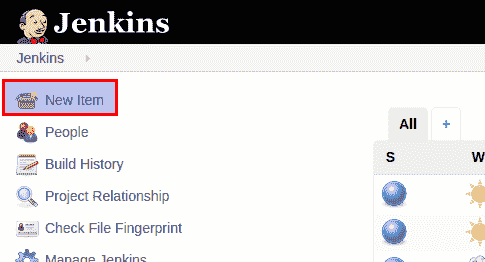 Jenkins
Jenkins
New Item
People
Build History
Project Relationship
Check File Fingerprint
Manage Jenkins
All +
S W